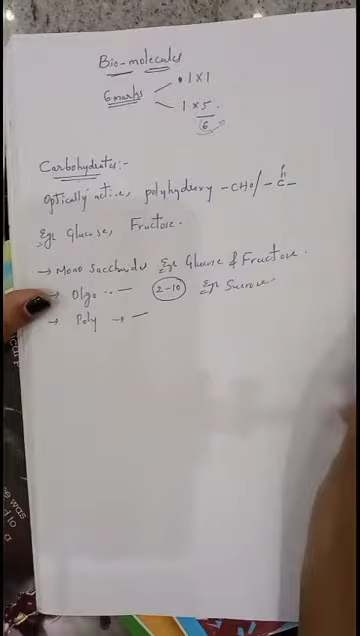 Bio-molecules
6 marks
1 x 1
1 x 5
6
Carbohydrates:-
Optically active, polyhydroxy -CHO/ -C-
Eg: Glucose, Fructose.
→ Mono saccharides Eg: Glucose & Fructose.
→ Oligo ..— 2-10 Eg: Sucrose
→ Poly → —